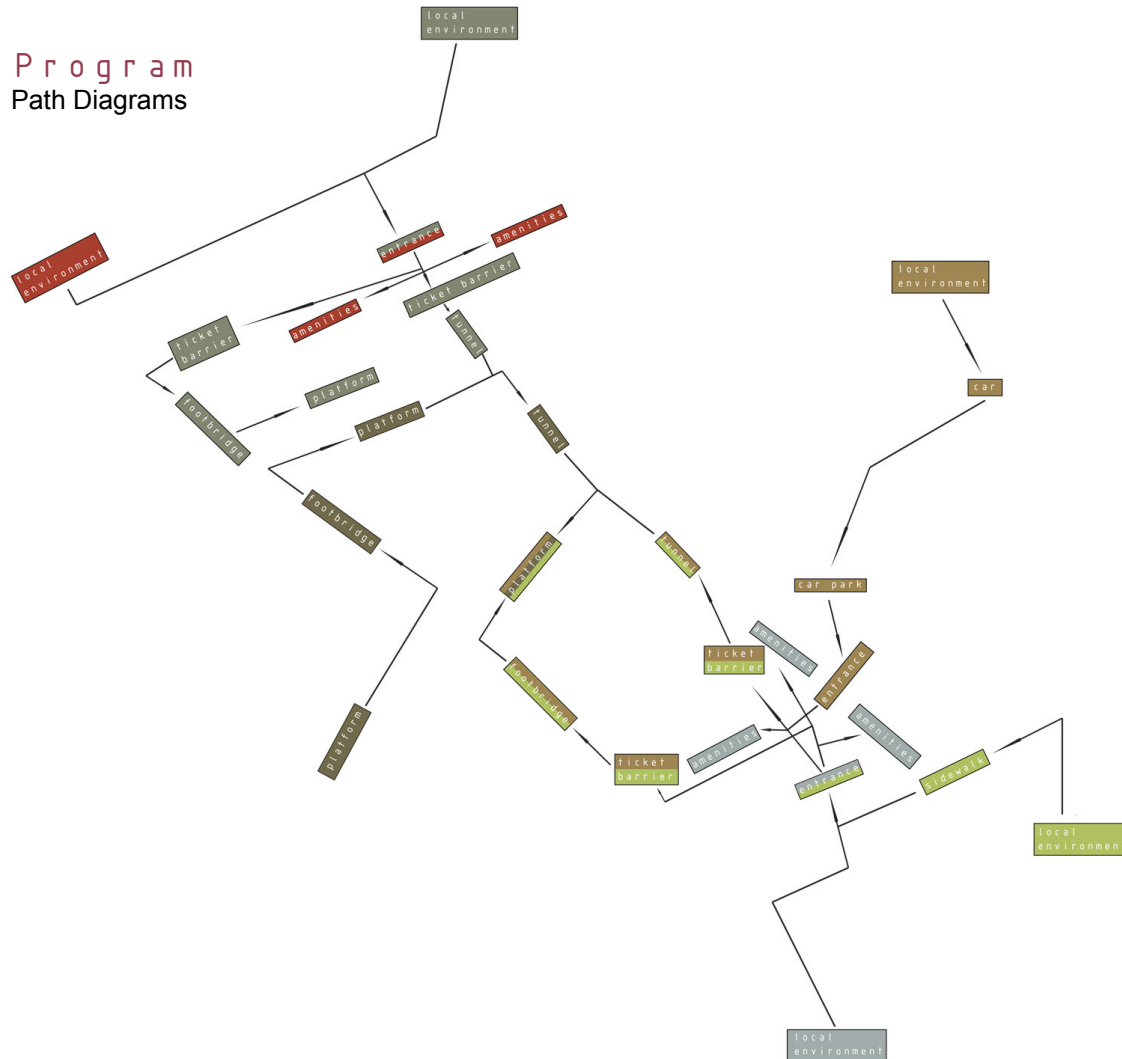 local
environment
Program
Path Diagrams
entrance
amenities
local
environment
ticket barrier
local
environment
amenities
ticket
barrier
tunnel
platform
car
footbridge
platform
tunnel
footbridge
platform
tunnel
car park
amenities
ticket
barrier
entrance
footbridge
amenities
platform
amenities
ticket
barrier
entrance
sidewalk
local
environment
local
environment